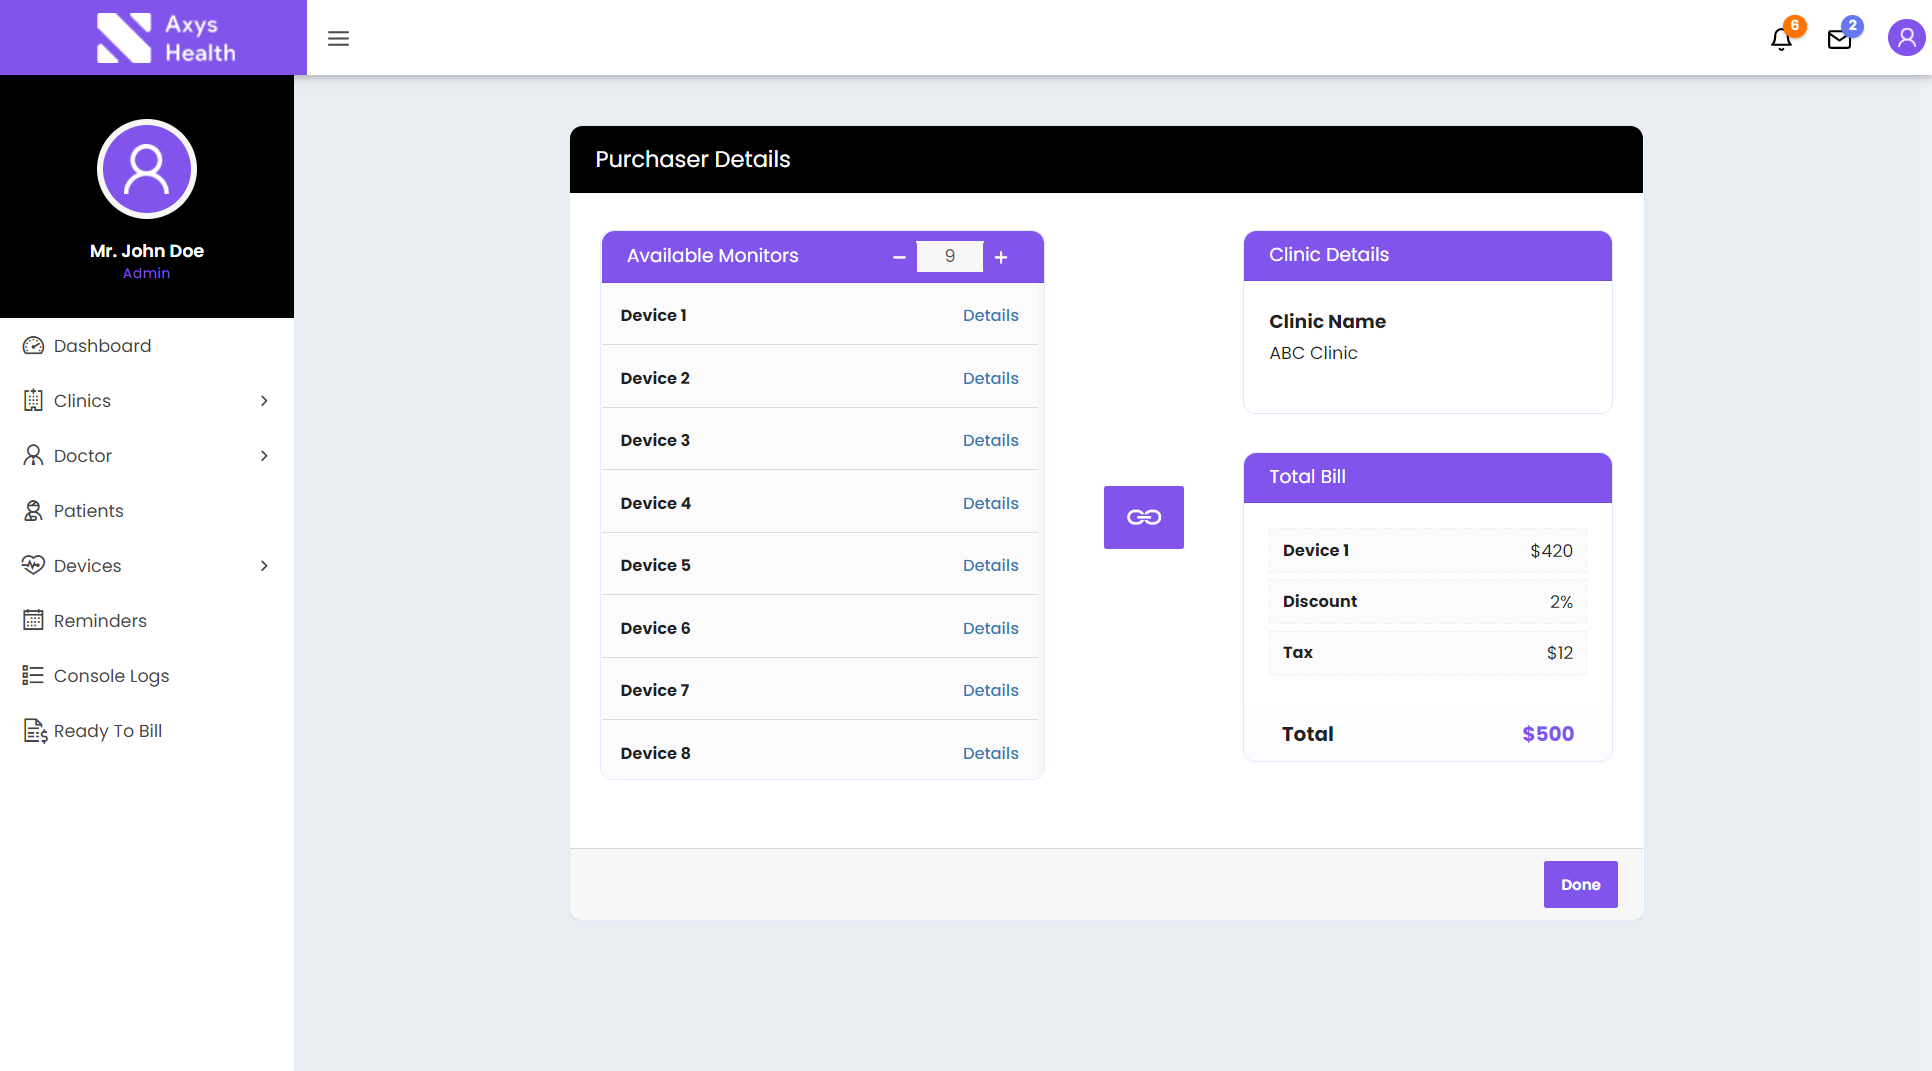 Axys
Health
6
2
Mr. John Doe
Admin
Dashboard
Clinics
Doctor
Patients
Devices
Reminders
Console Logs
Ready To Bill
Purchaser Details
Available Monitors − 9 +
Device 1 Details
Device 2 Details
Device 3 Details
Device 4 Details
Device 5 Details
Device 6 Details
Device 7 Details
Device 8 Details
Clinic Details
Clinic Name
ABC Clinic
Total Bill
Device 1 $420
Discount 2%
Tax $12
Total $500
Done